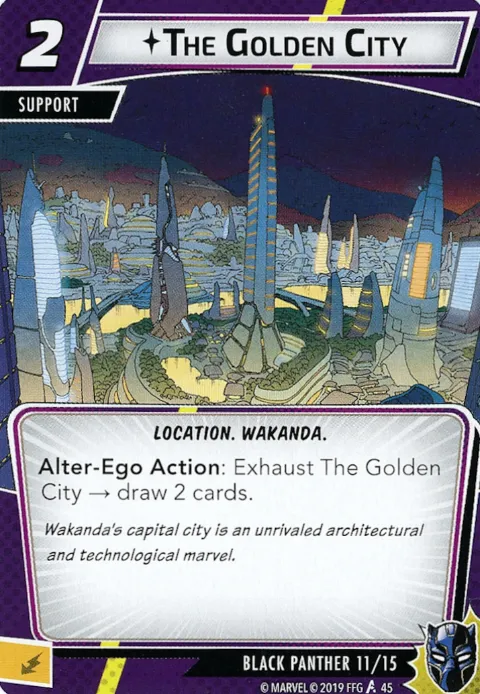 2
THE GOLDEN CITY
SUPPORT
LOCATION. WAKANDA.
Alter-Ego Action: Exhaust The Golden
City → draw 2 cards.
Wakanda's capital city is an unrivaled architectural
and technological marvel.
BLACK PANTHER 11/15
© MARVEL © 2019 FFG 45